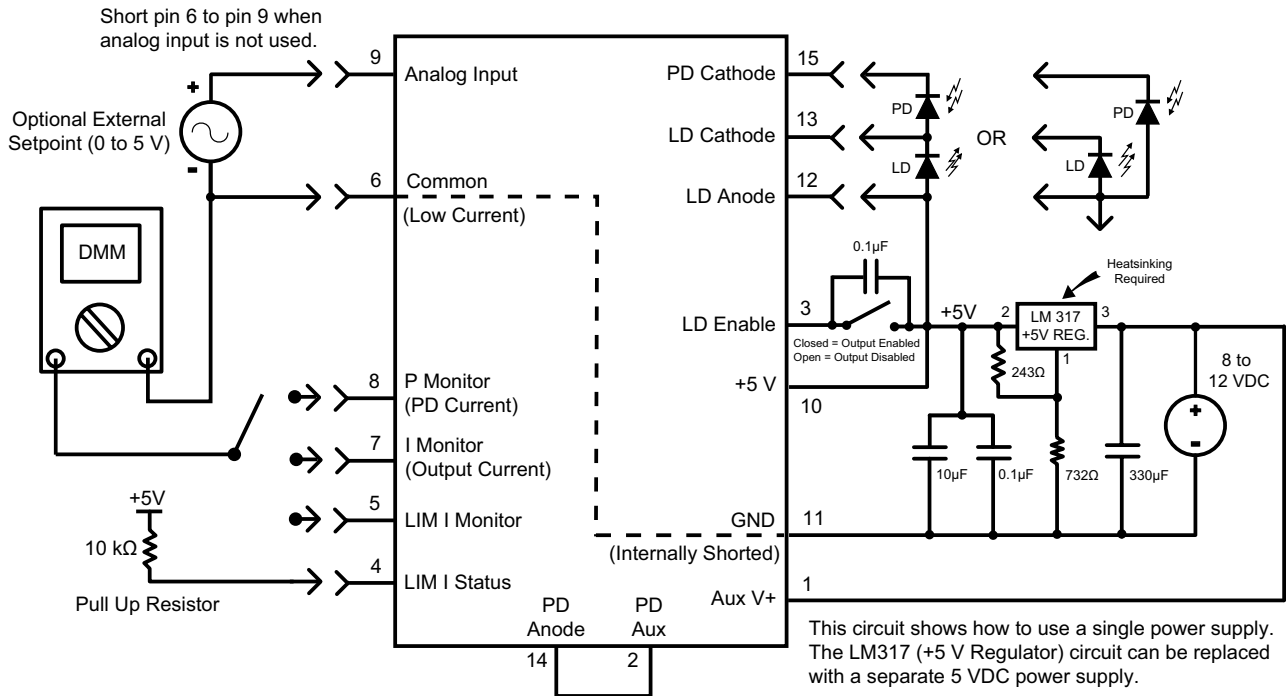 Short pin 6 to pin 9 when
analog input is not used.
9
Analog Input
+
Optional External
Setpoint (0 to 5 V)
-
6
Common
(Low Current)
DMM
8
P Monitor
(PD Current)
7
I Monitor
(Output Current)
5
LIM I Monitor
+5V
10 kΩ
4
LIM I Status
Pull Up Resistor
PD
Anode
14
PD
Aux
2
15
PD Cathode
PD
13
LD Cathode
LD
12
LD Anode
OR
PD
LD
0.1µF
3
LD Enable
Closed = Output Enabled
Open = Output Disabled
+5 V
10
+5V
Heatsinking
Required
2
LM 317
+5V REG.
3
1
243Ω
8 to
12 VDC
+
-
10µF
0.1µF
732Ω
330µF
GND
11
(Internally Shorted)
1
Aux V+
This circuit shows how to use a single power supply.
The LM317 (+5 V Regulator) circuit can be replaced
with a separate 5 VDC power supply.